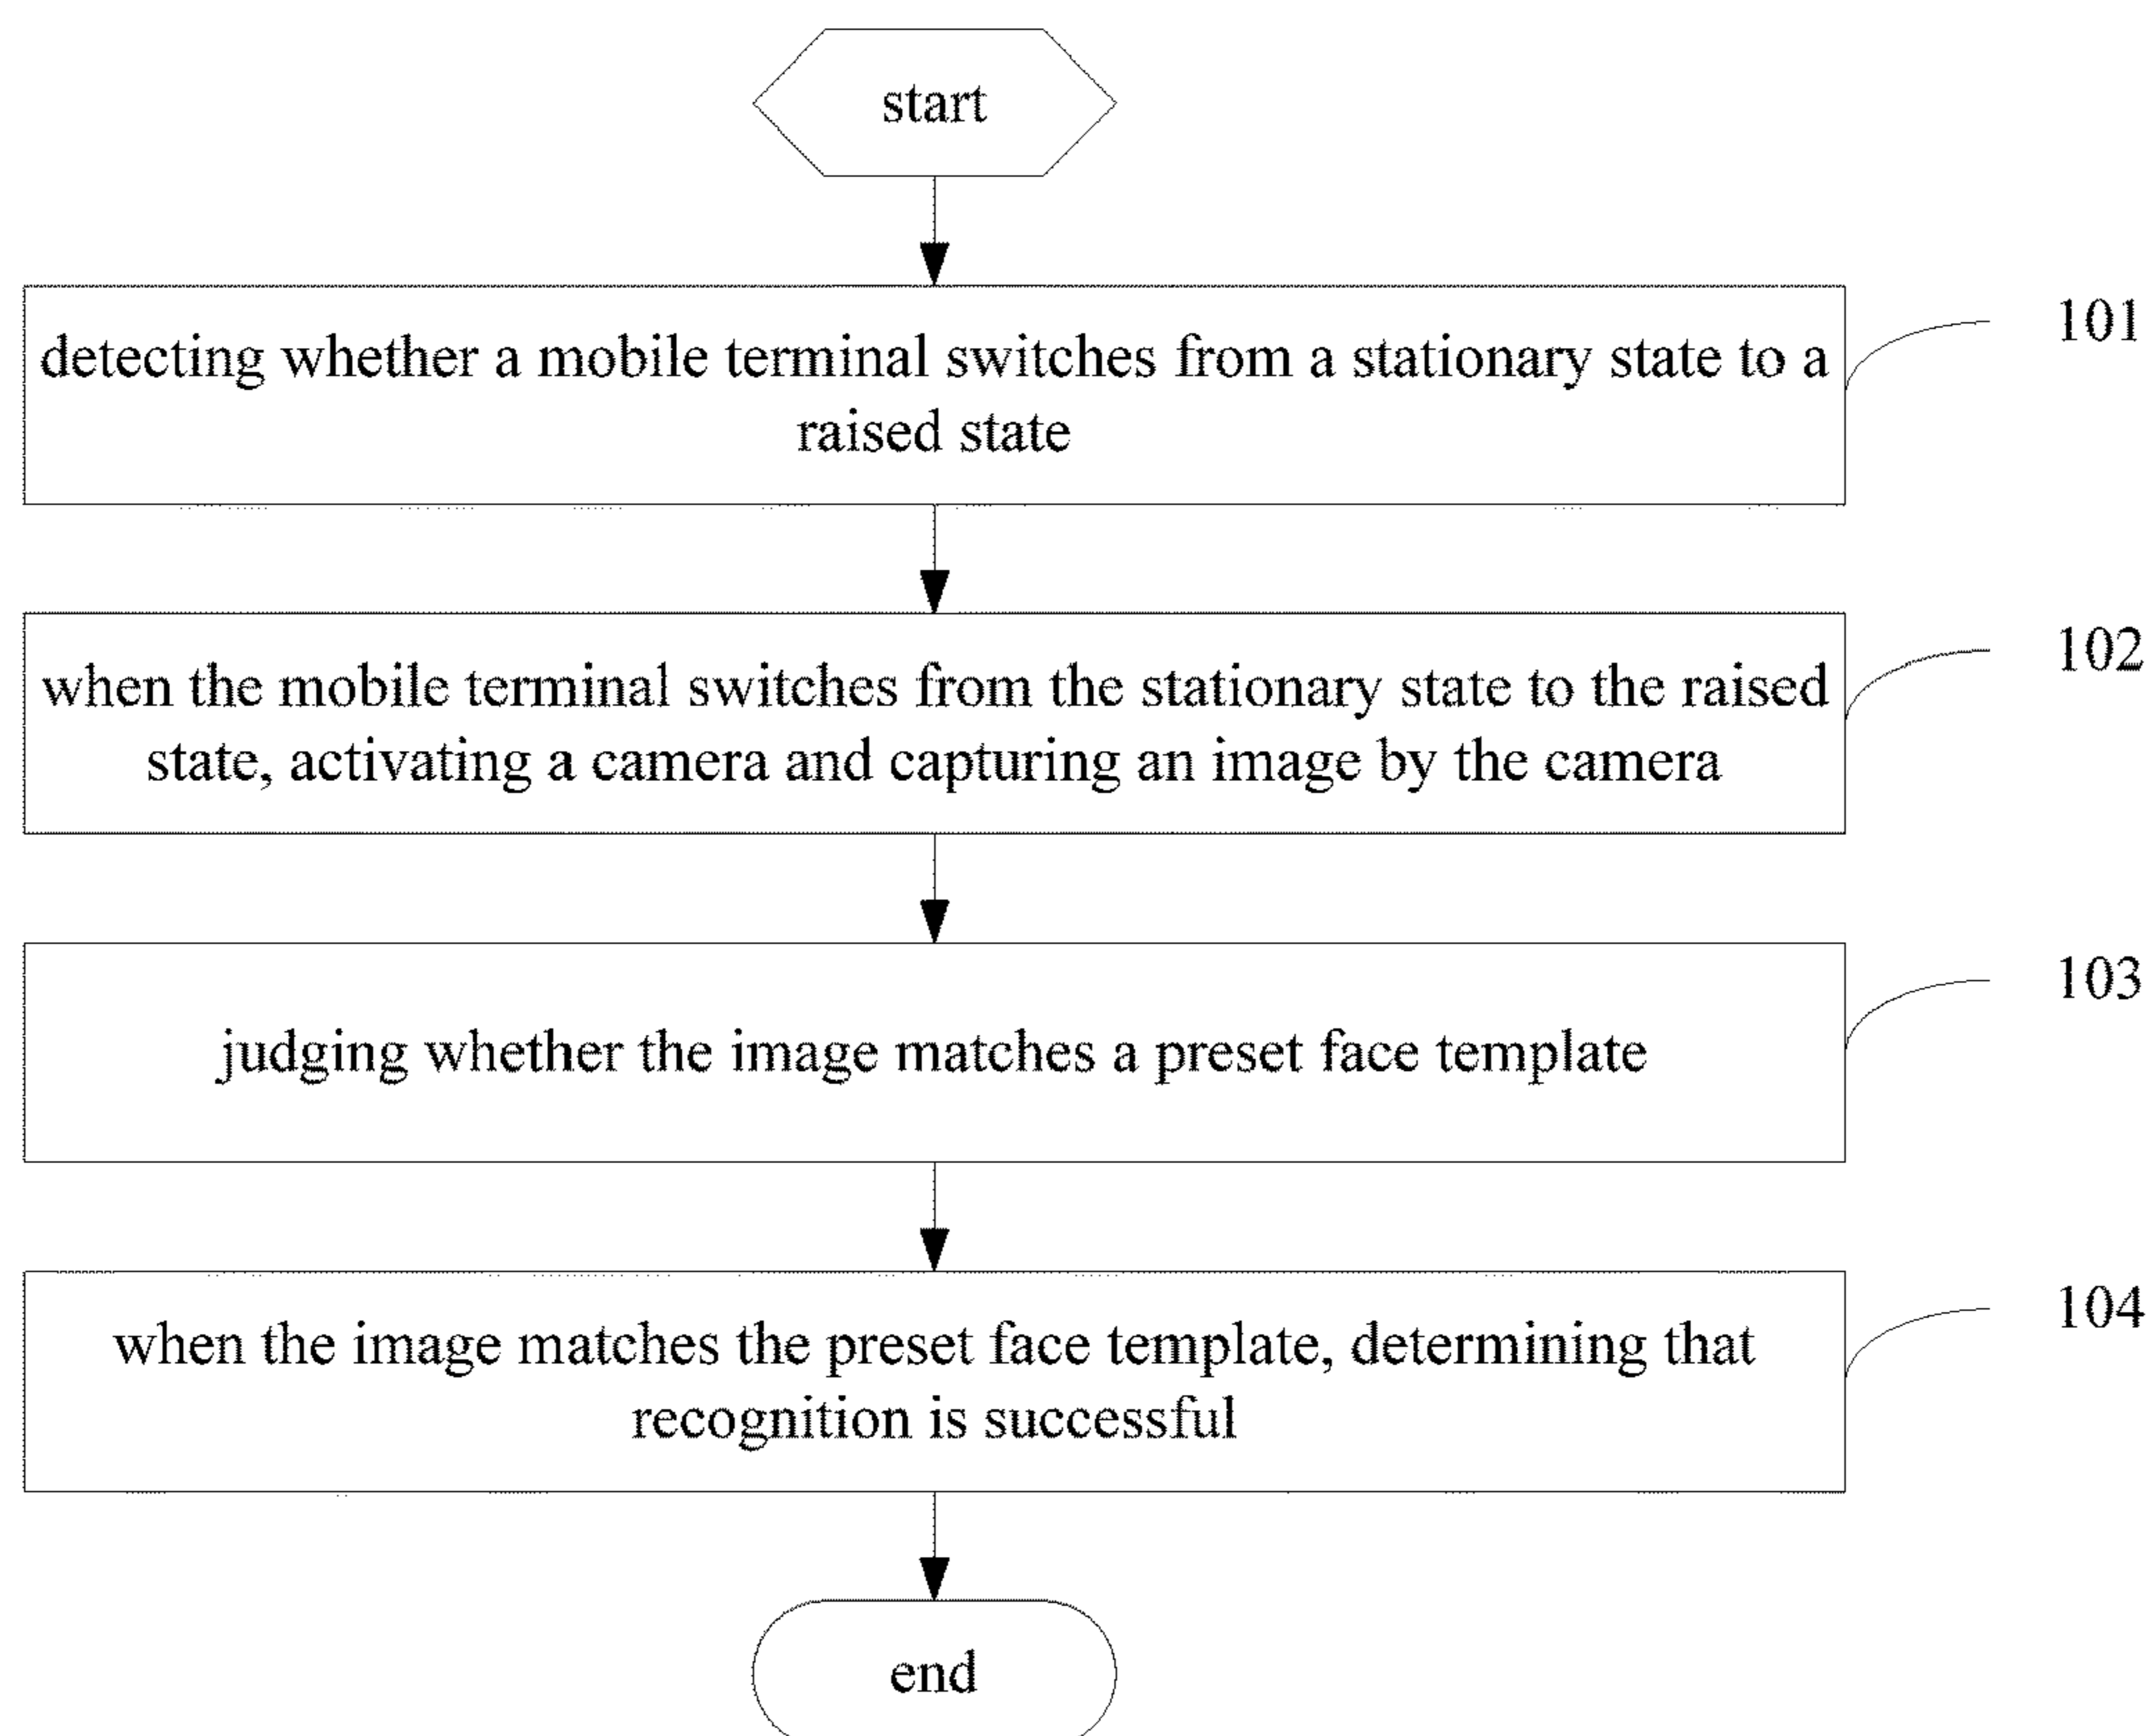 start
detecting whether a mobile terminal switches from a stationary state to a
raised state
101
when the mobile terminal switches from the stationary state to the raised
state, activating a camera and capturing an image by the camera
102
judging whether the image matches a preset face template
103
when the image matches the preset face template, determining that
recognition is successful
104
end